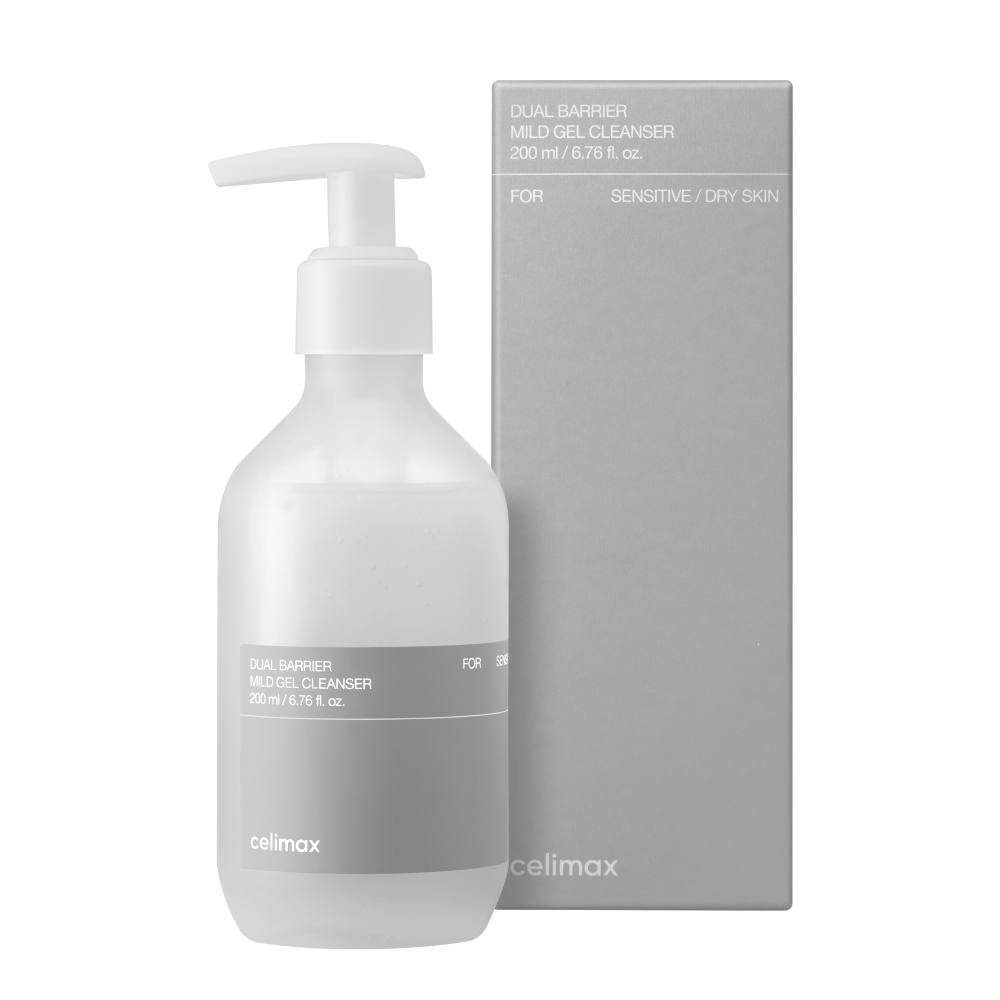 DUAL BARRIER
MILD GEL CLEANSER
200 ml / 6.76 fl. oz.
FOR SENSITIVE / DRY SKIN
celimax
DUAL BARRIER
MILD GEL CLEANSER
200 ml / 6.76 fl. oz.
FOR
celimax